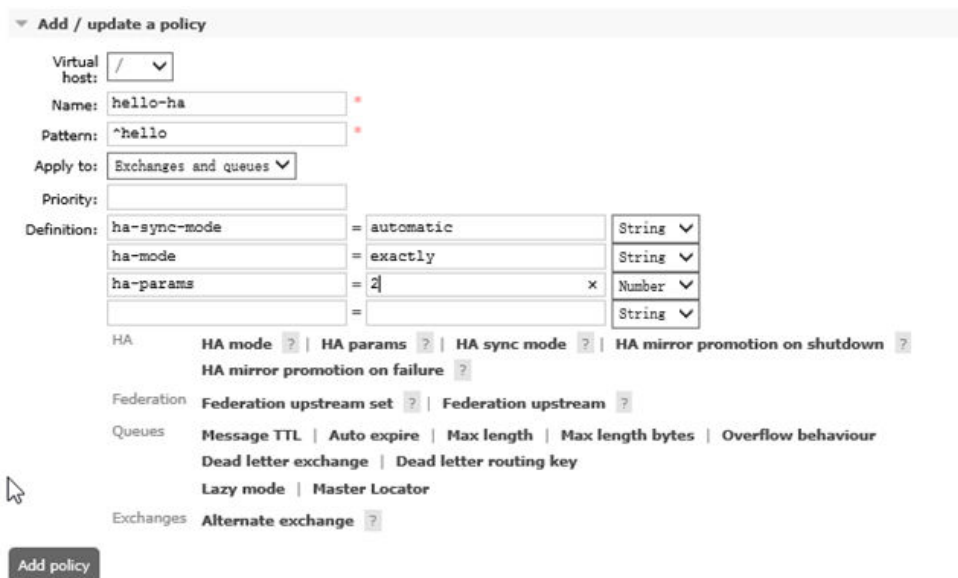 Add / update a policy
Virtual host: /
Name: hello-ha *
Pattern: ^hello *
Apply to: Exchanges and queues
Priority:
Definition: ha-sync-mode = automatic String
ha-mode = exactly String
ha-params = 2 × Number
= String
HA HA mode ? | HA params ? | HA sync mode ? | HA mirror promotion on shutdown ?
HA mirror promotion on failure ?
Federation Federation upstream set ? | Federation upstream ?
Queues Message TTL | Auto expire | Max length | Max length bytes | Overflow behaviour
Dead letter exchange | Dead letter routing key
Lazy mode | Master Locator
Exchanges Alternate exchange ?
Add policy